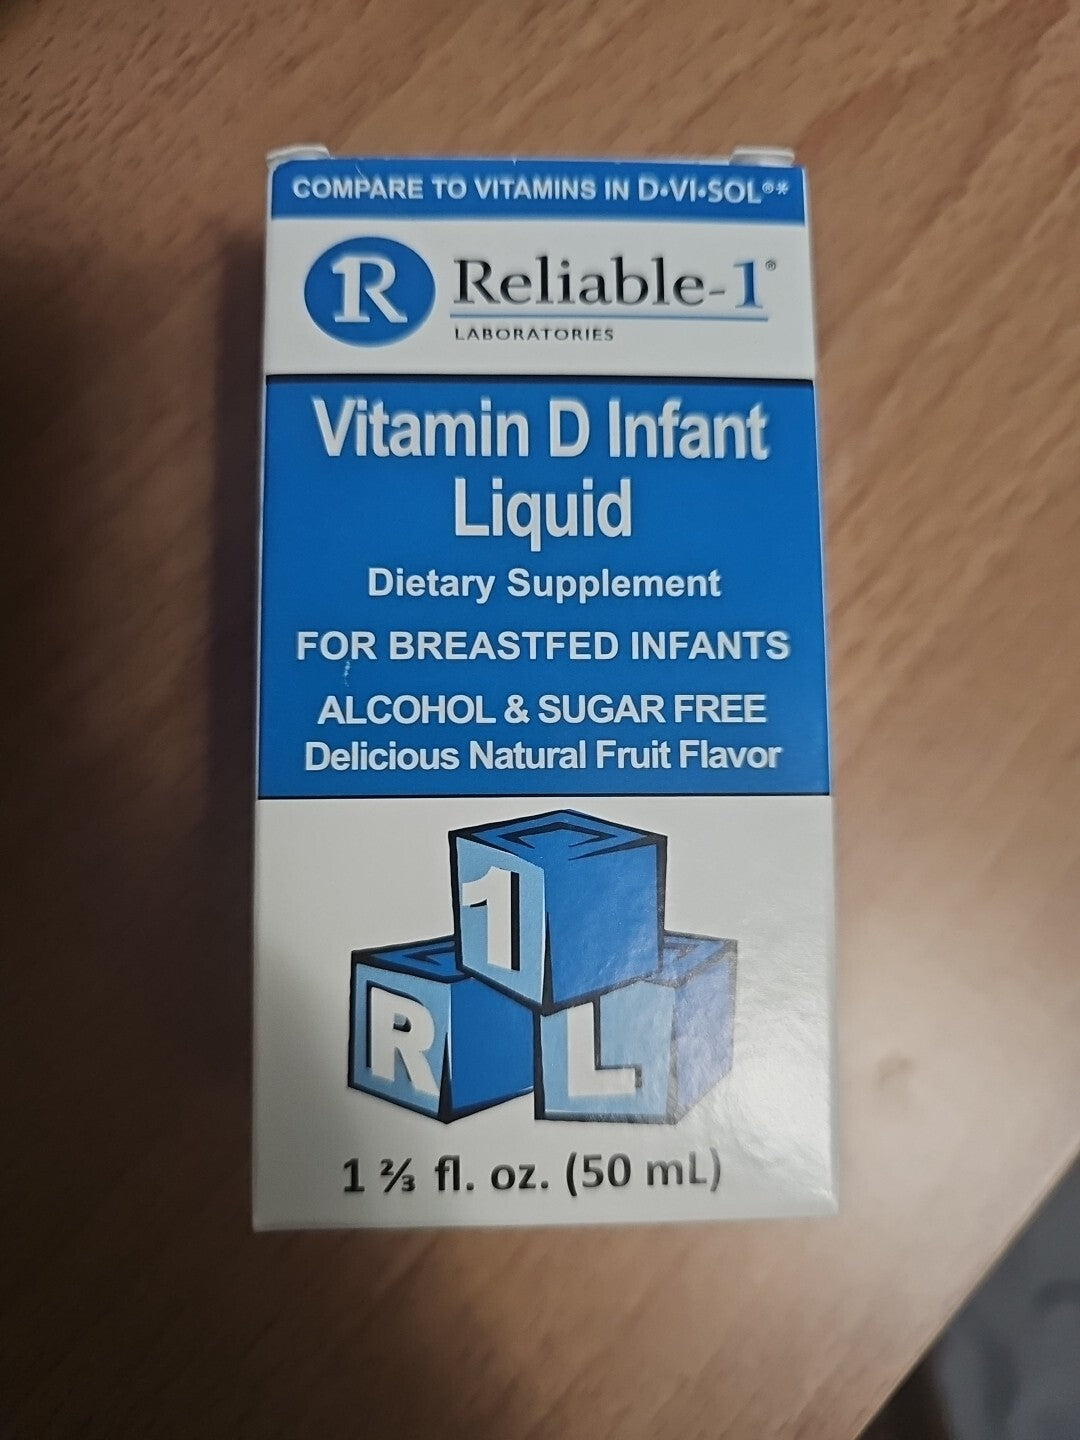 COMPARE TO VITAMINS IN D•VI•SOL®*
R Reliable-1®
LABORATORIES
Vitamin D Infant
Liquid
Dietary Supplement
FOR BREASTFED INFANTS
ALCOHOL & SUGAR FREE
Delicious Natural Fruit Flavor
1
R L
1 ⅔ fl. oz. (50 mL)